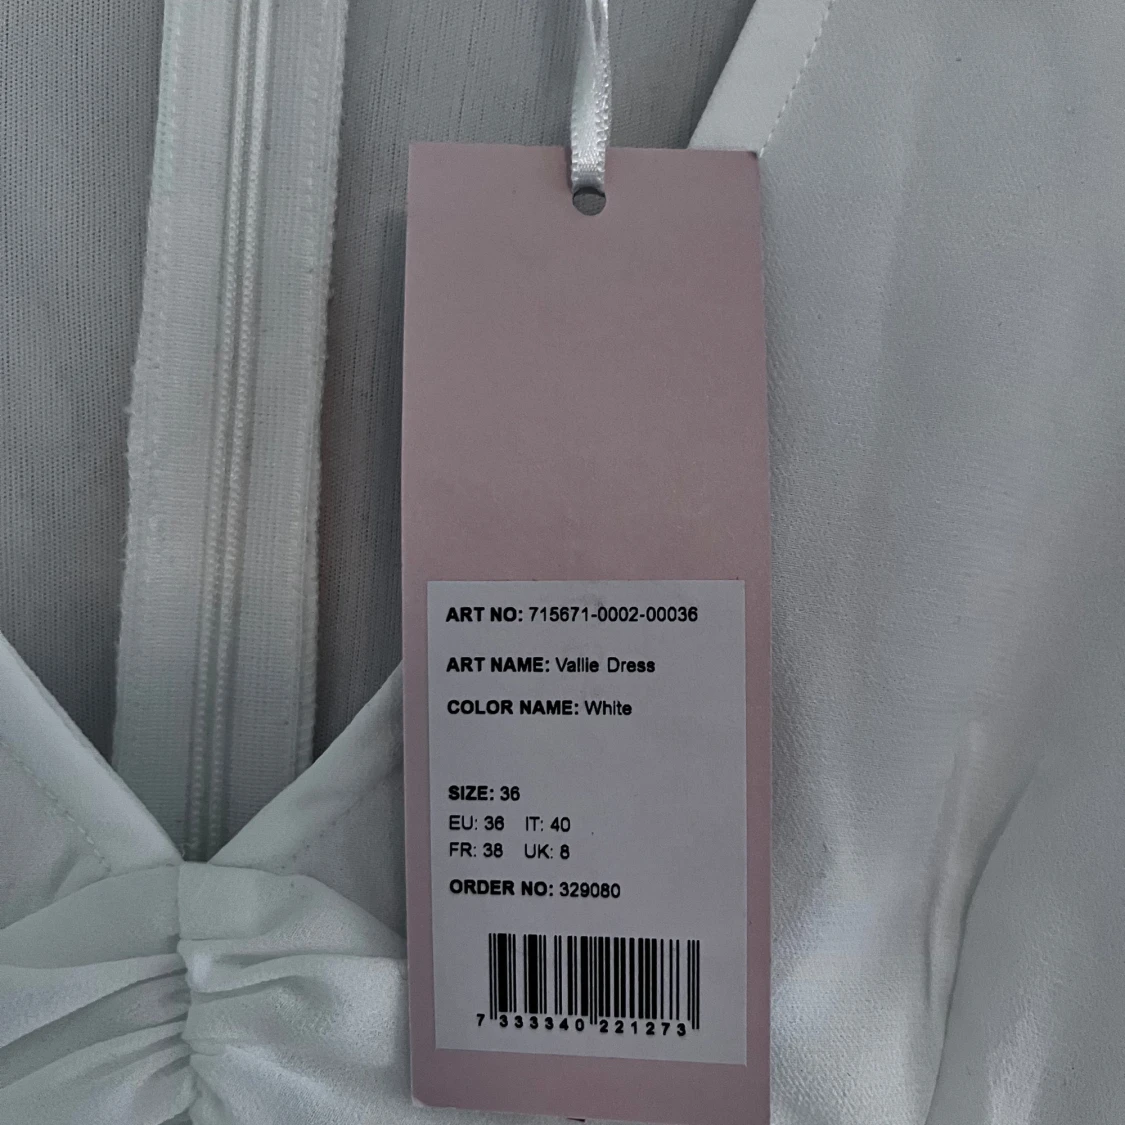 ART NO: 715671-0002-00036
ART NAME: Vallie Dress
COLOR NAME: White
SIZE: 36
EU: 36 IT: 40
FR: 38 UK: 8
ORDER NO: 329080
7 333340 221273